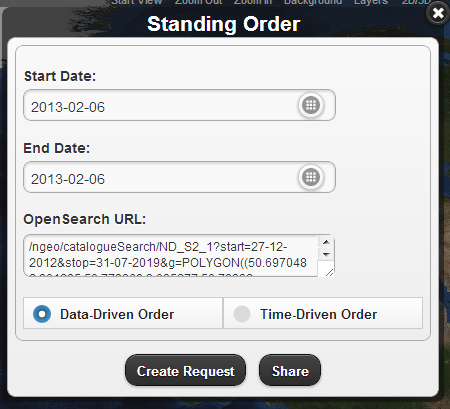 Start View Zoom Out Zoom In Background Layers 2D/3D
Standing Order
Start Date:
2013-02-06
End Date:
2013-02-06
OpenSearch URL:
/ngeo/catalogueSearch/ND_S2_1?start=27-12-
2012&stop=31-07-2019&g=POLYGON((50.697048
Data-Driven Order
Time-Driven Order
Create Request
Share